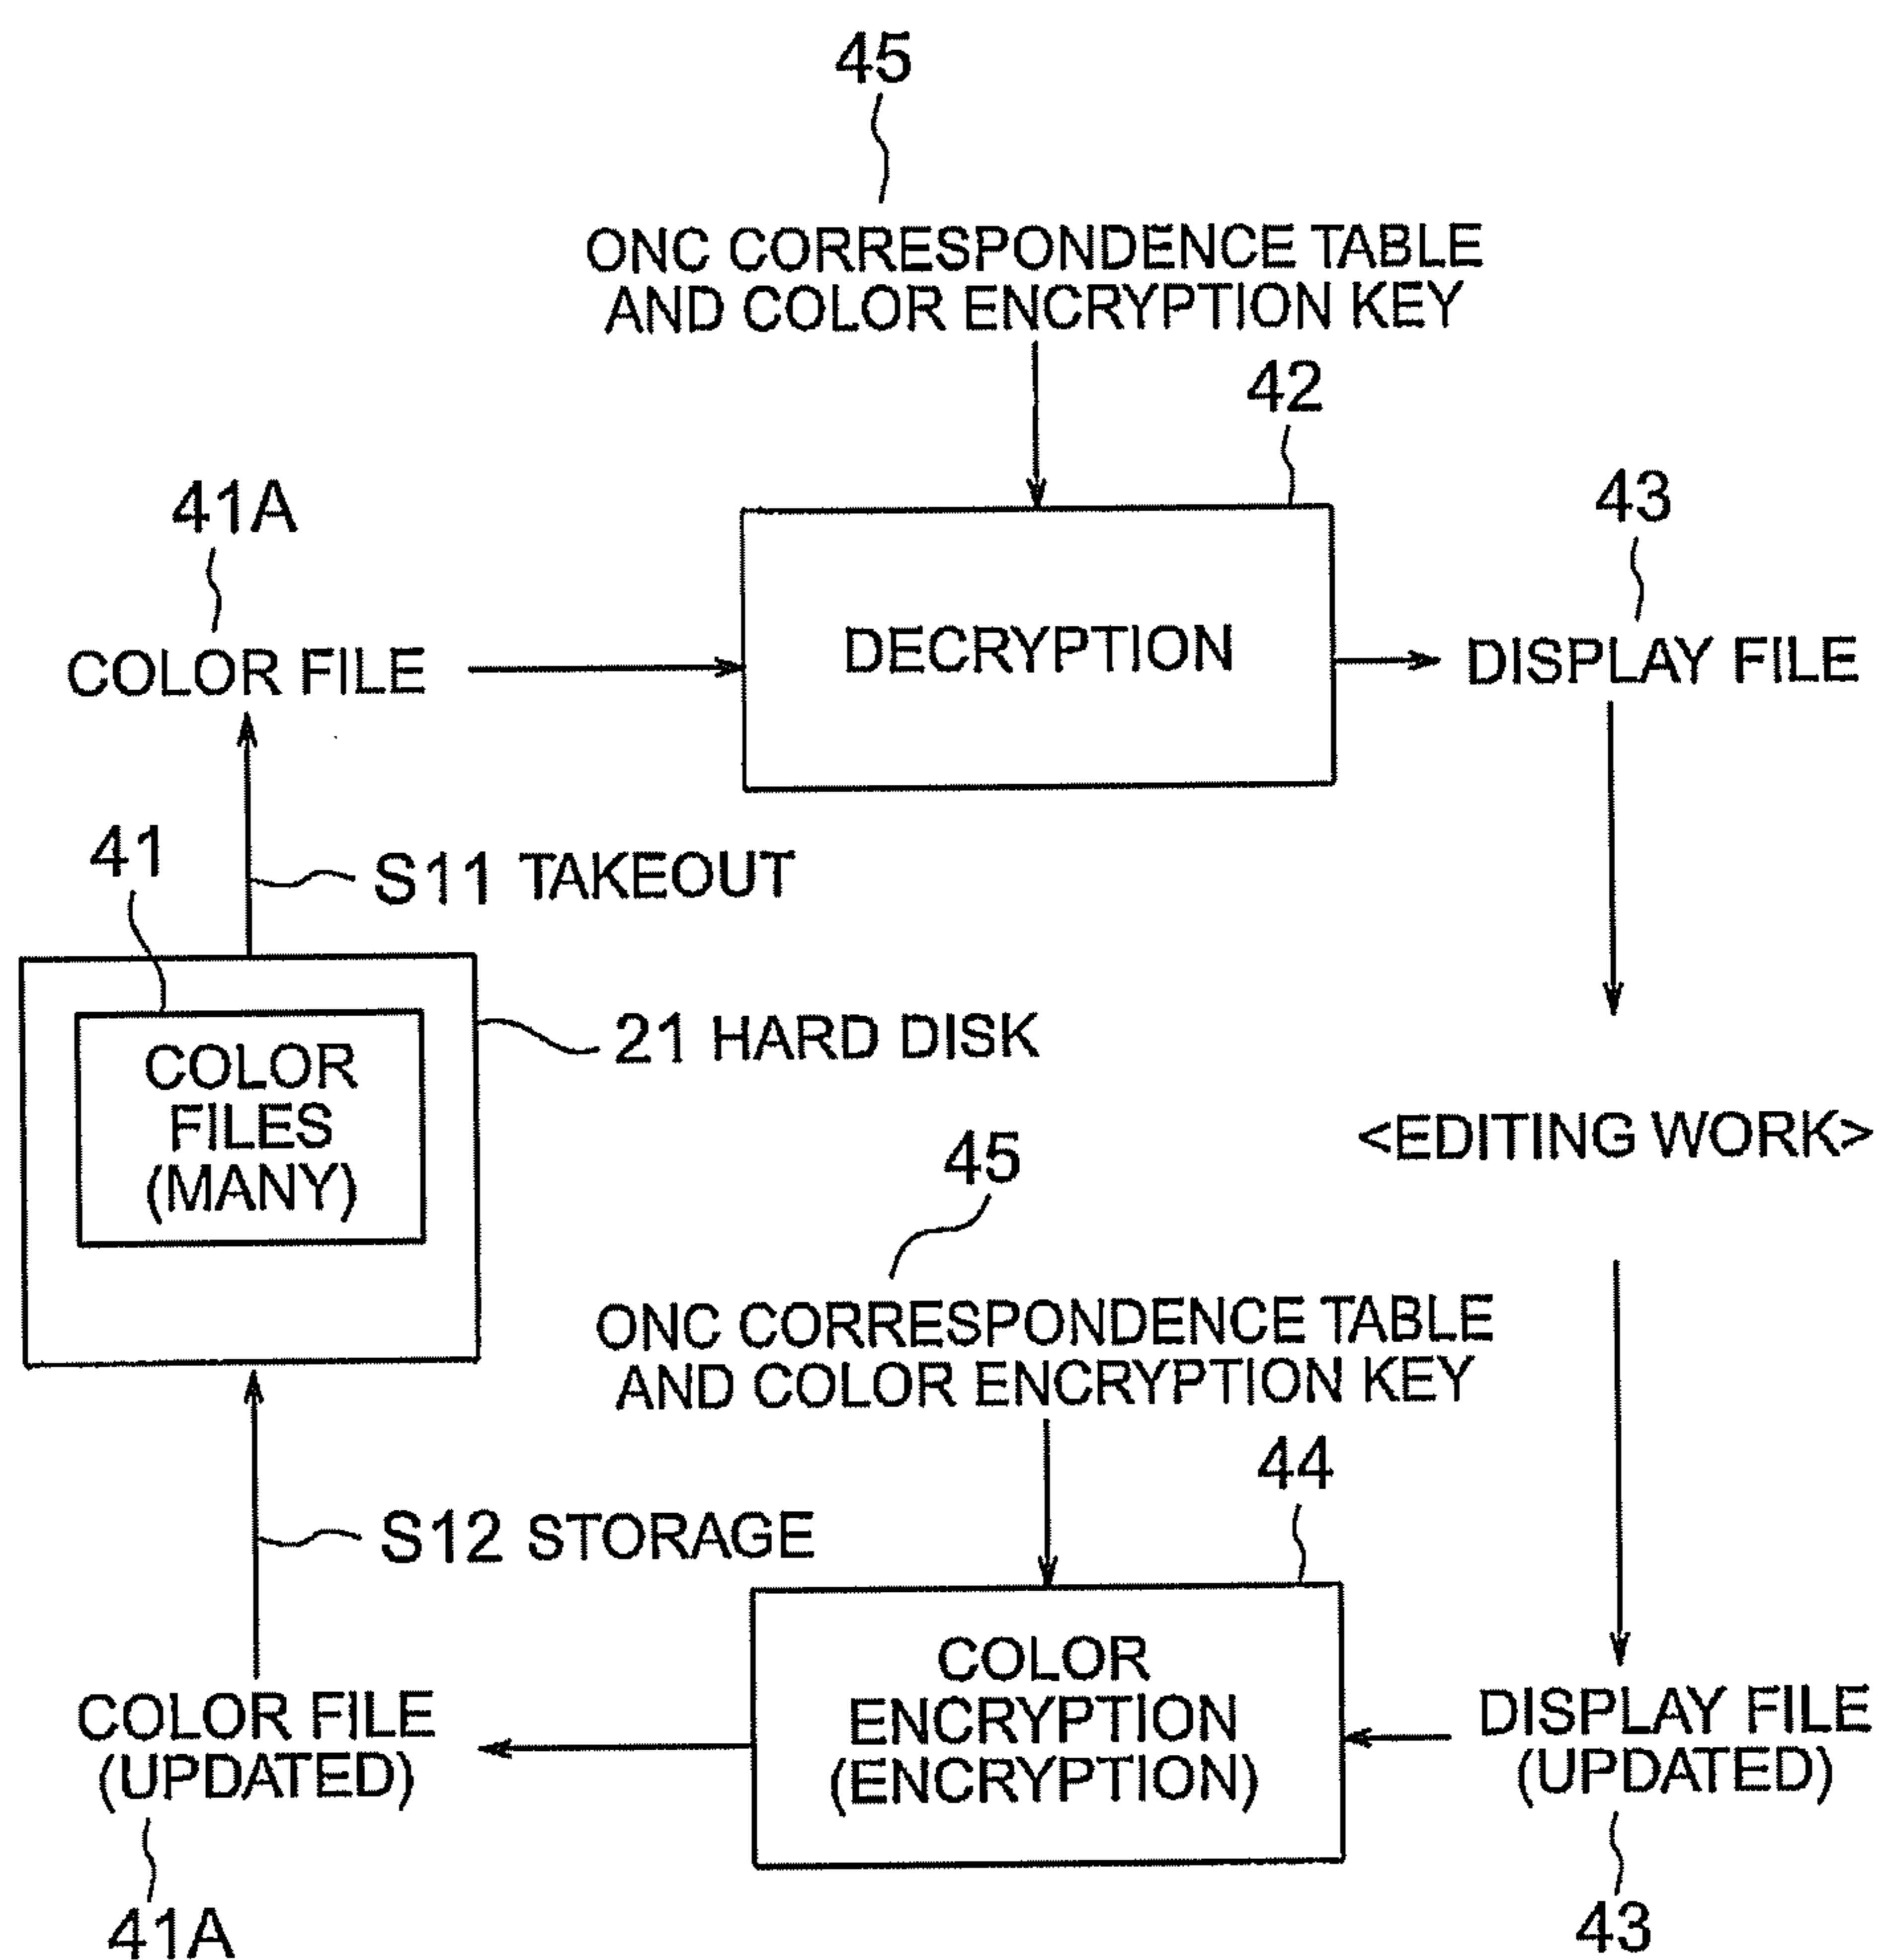 45
ONC CORRESPONDENCE TABLE
AND COLOR ENCRYPTION KEY
42
41A
43
COLOR FILE
DECRYPTION
DISPLAY FILE
41
S11 TAKEOUT
21 HARD DISK
COLOR
FILES
(MANY)
<EDITING WORK>
45
ONC CORRESPONDENCE TABLE
AND COLOR ENCRYPTION KEY
44
S12 STORAGE
COLOR FILE
(UPDATED)
COLOR
ENCRYPTION
(ENCRYPTION)
DISPLAY FILE
(UPDATED)
41A
43